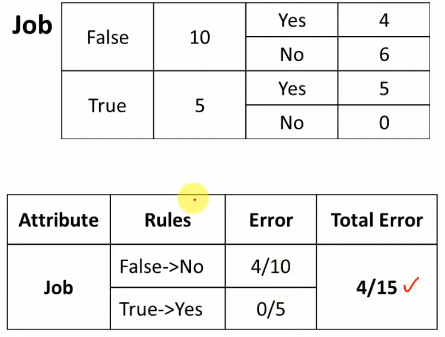 Job
False 10 Yes 4
No 6
True 5 Yes 5
No 0
Attribute Rules Error Total Error
Job False->No 4/10 4/15
True->Yes 0/5